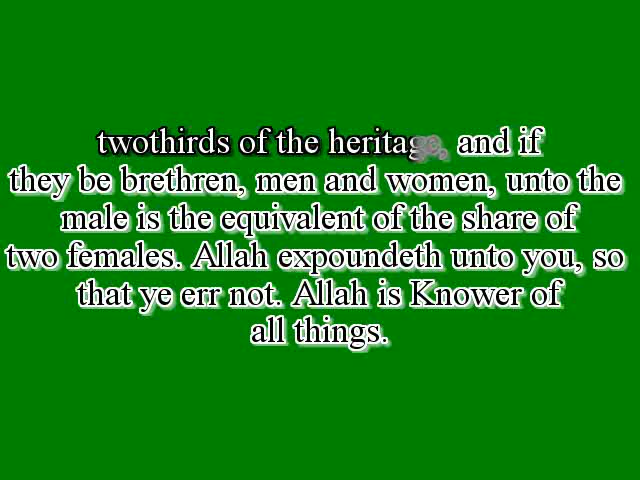 twothirds of the heritage, and if
they be brethren, men and women, unto the
male is the equivalent of the share of
two females. Allah expoundeth unto you, so
that ye err not. Allah is Knower of
all things.